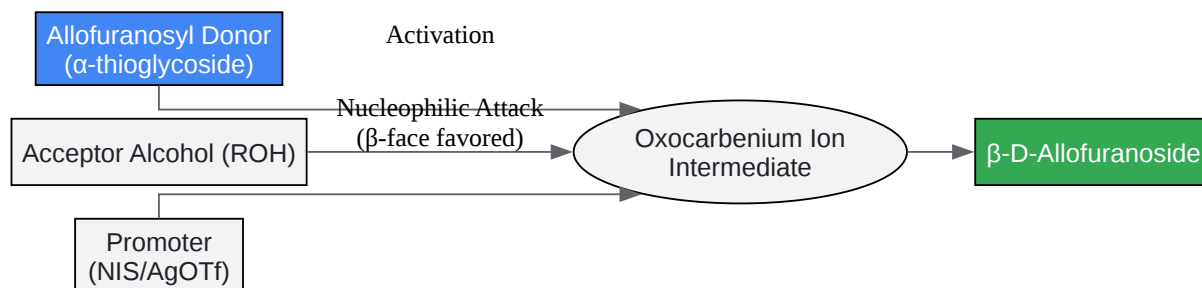 Allofuranosyl Donor
(α-thioglycoside)
Activation
Nucleophilic Attack
(β-face favored)
Acceptor Alcohol (ROH)
Oxocarbenium Ion
Intermediate
β-D-Allofuranoside
Promoter
(NIS/AgOTf)